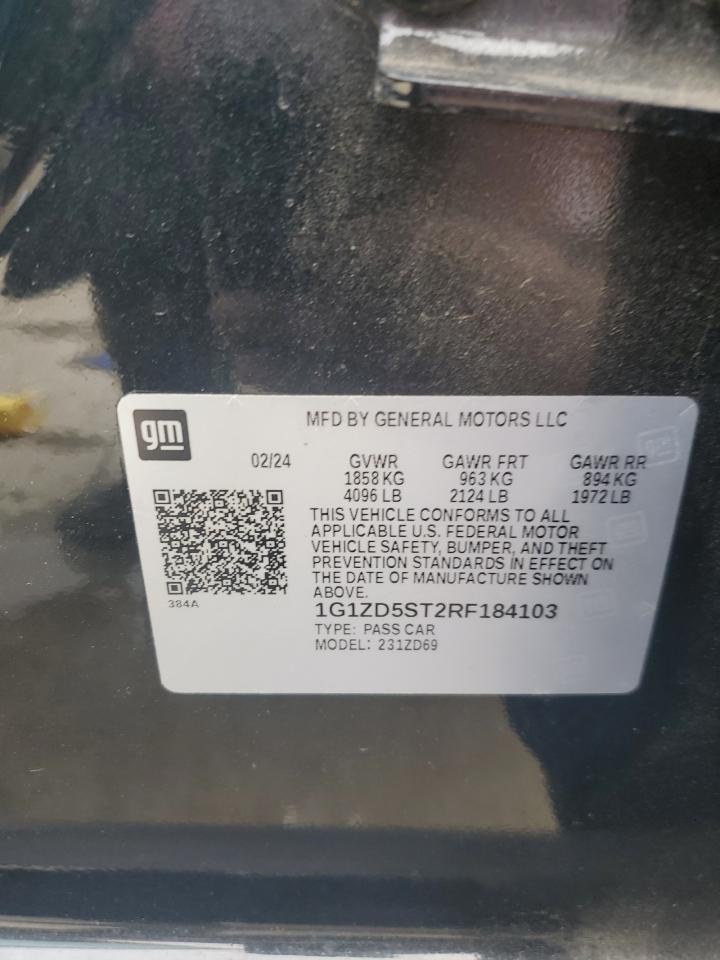 gm
MFD BY GENERAL MOTORS LLC
02/24 GVWR GAWR FRT GAWR RR
1858 KG 963 KG 894 KG
4096 LB 2124 LB 1972 LB
THIS VEHICLE CONFORMS TO ALL
APPLICABLE U.S. FEDERAL MOTOR
VEHICLE SAFETY, BUMPER, AND THEFT
PREVENTION STANDARDS IN EFFECT ON
THE DATE OF MANUFACTURE SHOWN
ABOVE.
384A
1G1ZD5ST2RF184103
TYPE: PASS CAR
MODEL: 231ZD69